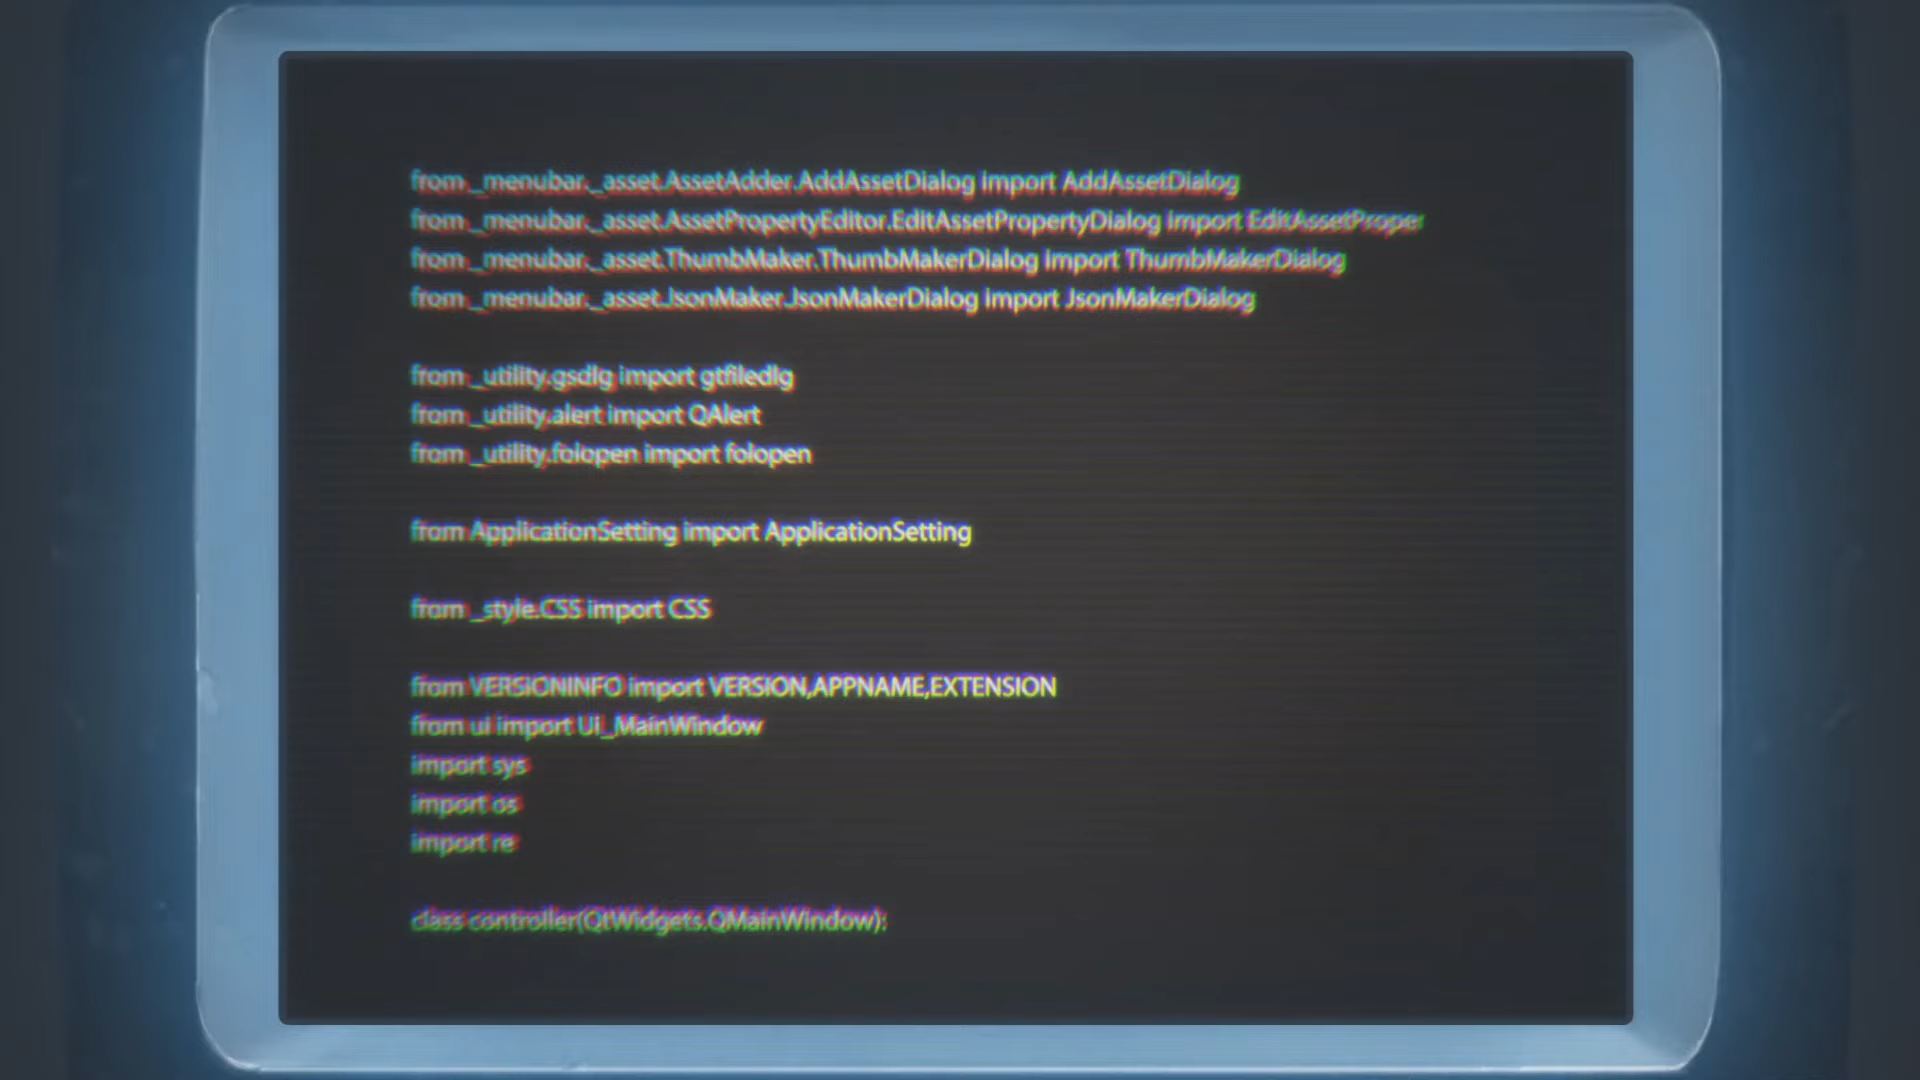 from _menubar._asset.AssetAdder.AddAssetDialog import AddAssetDialog
from _menubar._asset.AssetPropertyEditor.EditAssetPropertyDialog import EditAssetProper
from _menubar._asset.ThumbMaker.ThumbMakerDialog import ThumbMakerDialog
from _menubar._asset.JsonMaker.JsonMakerDialog import JsonMakerDialog
from _utility.gsdlg import gtfiledlg
from _utility.alert import QAlert
from _utility.folopen import folopen
from ApplicationSetting import ApplicationSetting
from _style.CSS import CSS
from VERSIONINFO import VERSION,APPNAME,EXTENSION
from ui import Ui_MainWindow
import sys
import os
import re
class controller(QtWidgets.QMainWindow):